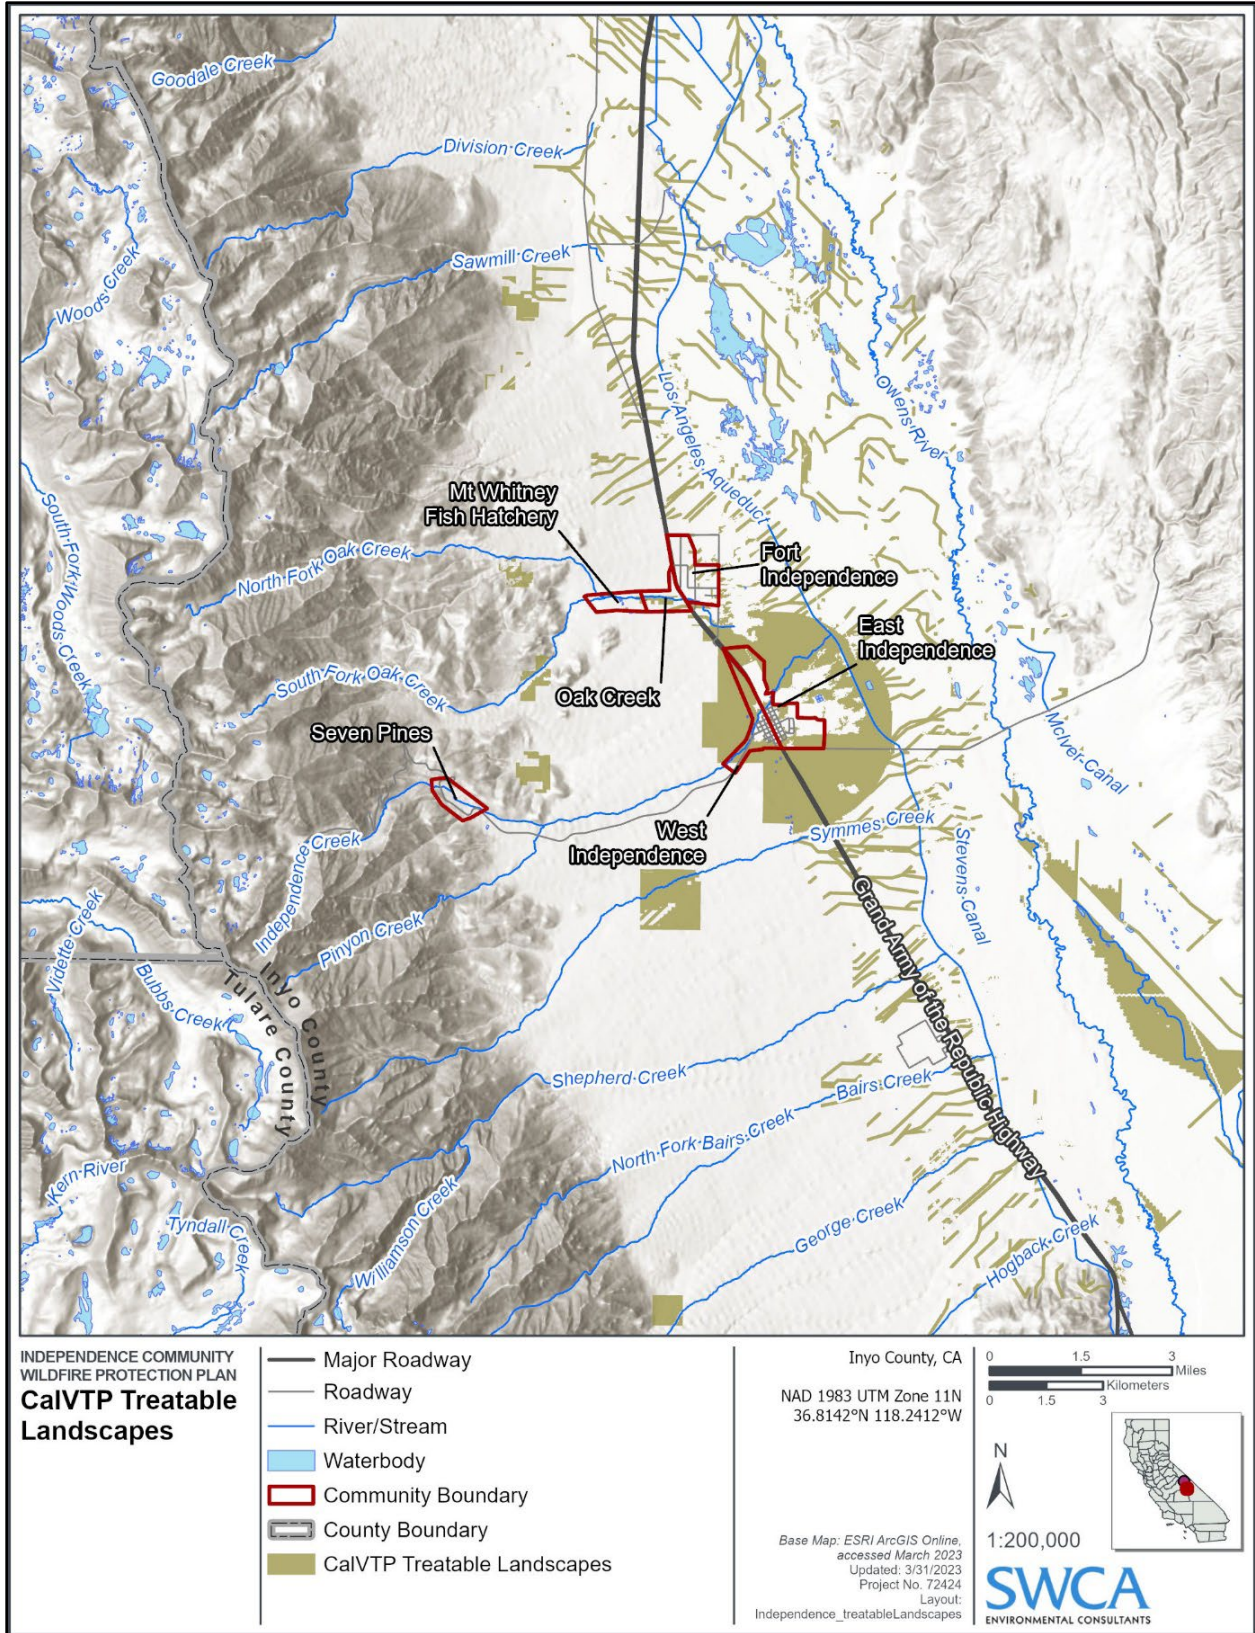 Goodale Creek
Division Creek
Sawmill Creek
Woods Creek
Los Angeles Aqueduct
Owens River
South Fork Woods Creek
Mt Whitney
Fish Hatchery
North Fork Oak Creek
Fort
Independence
East
Independence
South Fork Oak Creek
Oak Creek
Seven Pines
McIver Canal
West
Independence
Symmes Creek
Stevens Canal
Independence Creek
Vidette Creek
Pinyon Creek
Grand Army of the Republic Highway
Bubbs Creek
Inyo County
Tulare County
Shepherd Creek
Bairs Creek
North Fork Bairs Creek
Kern River
Tyndall Creek
Williamson Creek
George Creek
Hogback Creek
INDEPENDENCE COMMUNITY
WILDFIRE PROTECTION PLAN
CalVTP Treatable
Landscapes
Major Roadway
Roadway
River/Stream
Waterbody
Community Boundary
County Boundary
CalVTP Treatable Landscapes
Inyo County, CA
NAD 1983 UTM Zone 11N
36.8142°N 118.2412°W
Base Map: ESRI ArcGIS Online,
accessed March 2023
Updated: 3/31/2023
Project No. 72424
Layout:
Independence_treatableLandscapes
0 1.5 3
Miles
Kilometers
0 1.5 3
N
1:200,000
SWCA
ENVIRONMENTAL CONSULTANTS